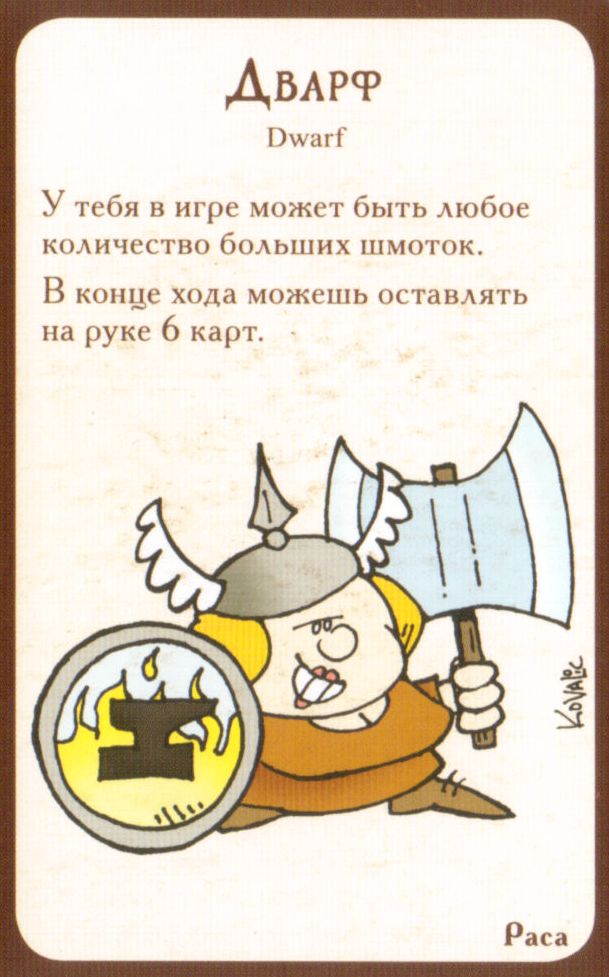 Дварф
Dwarf
У тебя в игре может быть любое
количество больших шмоток.
В конце хода можешь оставлять
на руке 6 карт.
Kovalic
Раса